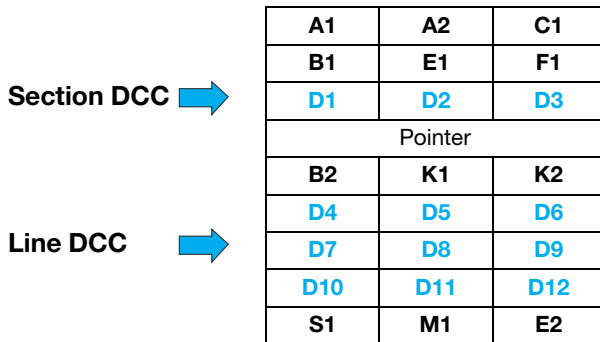 A1 A2 C1
B1 E1 F1
Section DCC D1 D2 D3
Pointer
B2 K1 K2
D4 D5 D6
Line DCC D7 D8 D9
D10 D11 D12
S1 M1 E2